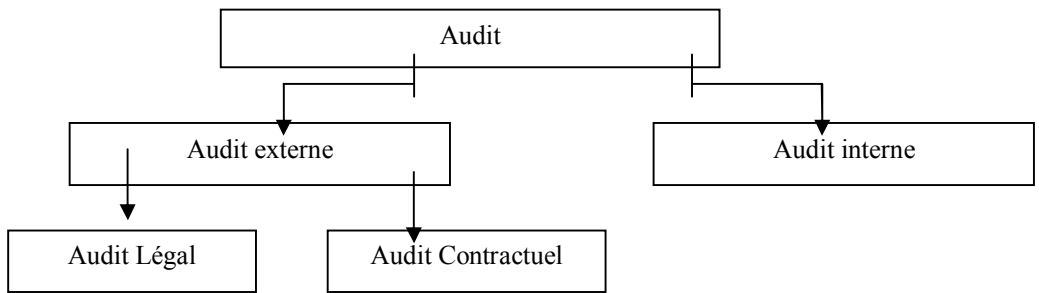 Audit
Audit externe
Audit interne
Audit Légal
Audit Contractuel